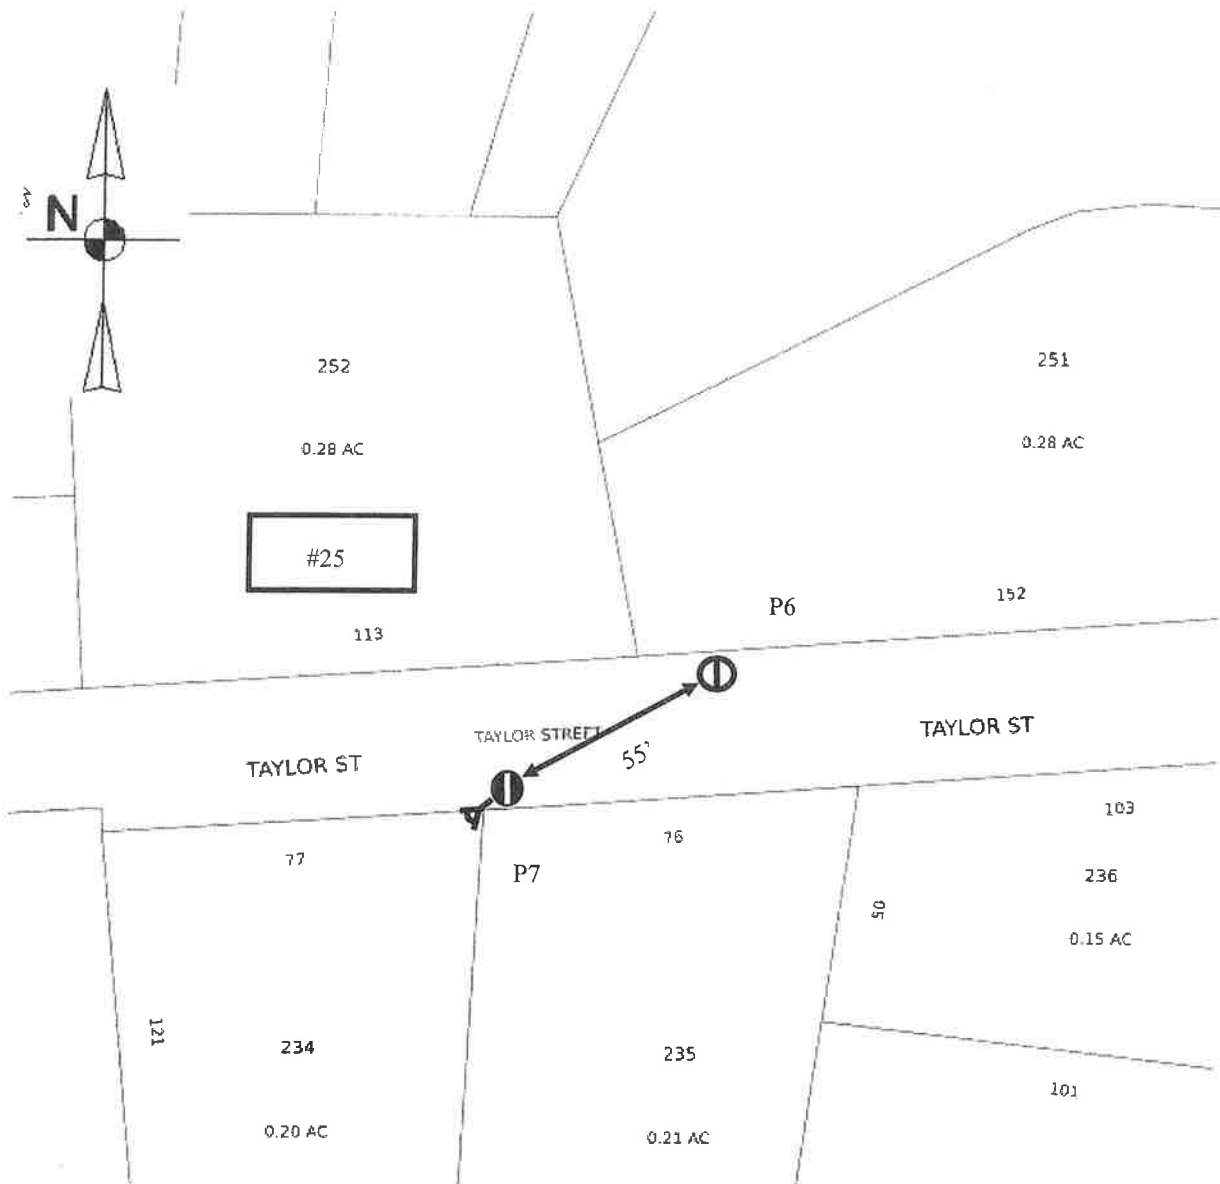 N
252
0.28 AC
#25
113
251
0.28 AC
152
P6
TAYLOR STREET
TAYLOR ST
55'
TAYLOR ST
77
P7
76
103
236
0.15 AC
50
121
234
0.20 AC
235
0.21 AC
101